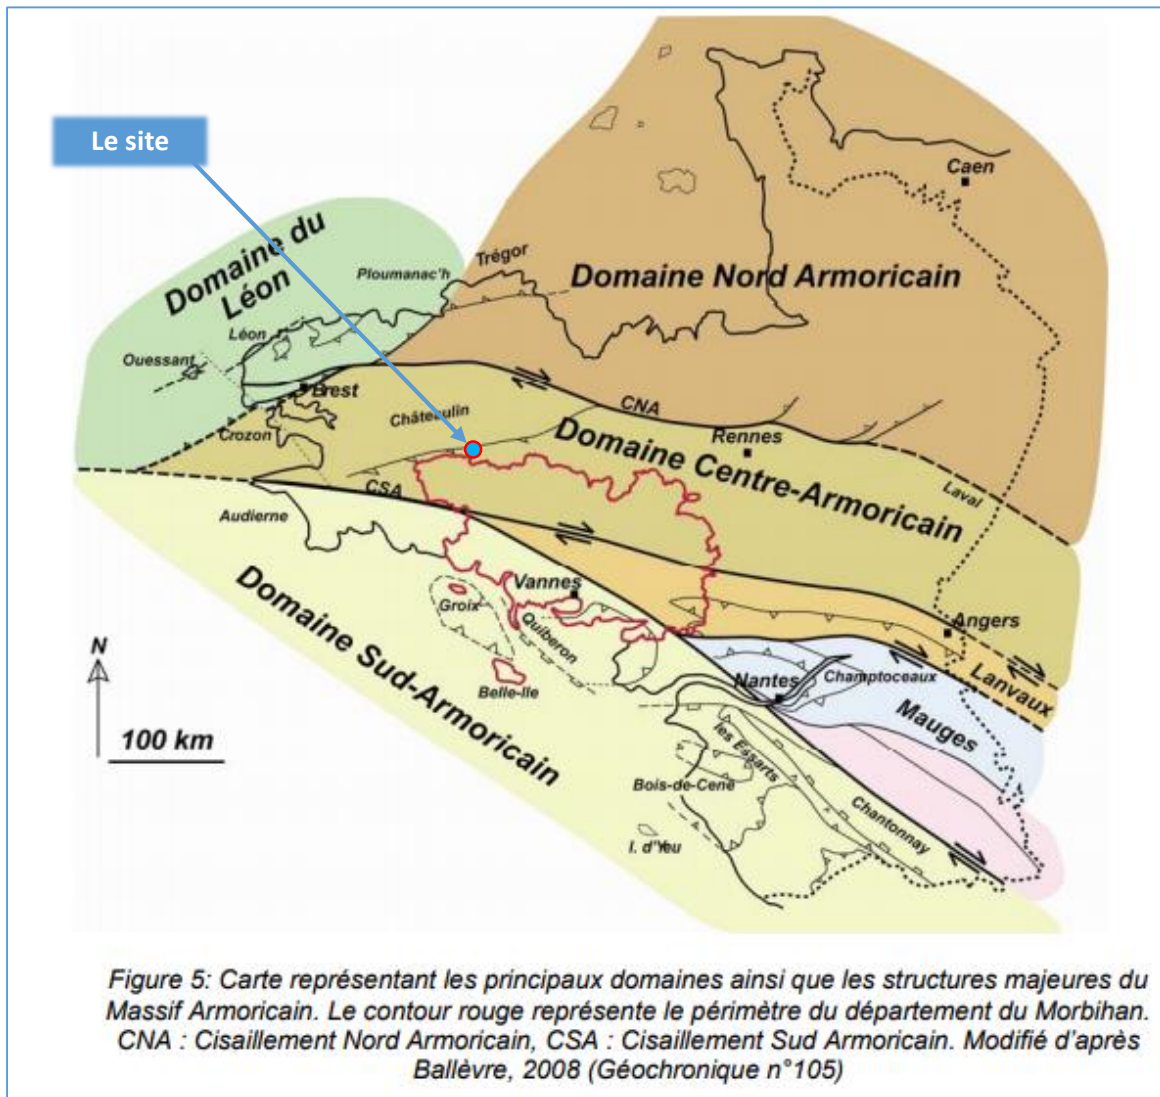 Le site
Caen
Domaine du
Léon
Trégor
Ploumanac'h
Domaine Nord Armoricain
Léon
Ouessant
Brest
CNA
Châteaulin
Crozon
Rennes
Domaine Centre-Armoricain
Laval
CSA
Audierne
Vannes
Groix
Quiberon
Domaine Sud-Armoricain
Angers
N
Belle-Ile
Nantes
Champtoceaux
Lanvaux
Mauges
100 km
les Essarts
Bois-de-Cené
Chantonnay
I. d'Yeu
Figure 5: Carte représentant les principaux domaines ainsi que les structures majeures du
Massif Armoricain. Le contour rouge représente le périmètre du département du Morbihan.
CNA : Cisaillement Nord Armoricain, CSA : Cisaillement Sud Armoricain. Modifié d'après
Ballèvre, 2008 (Géochronique n°105)